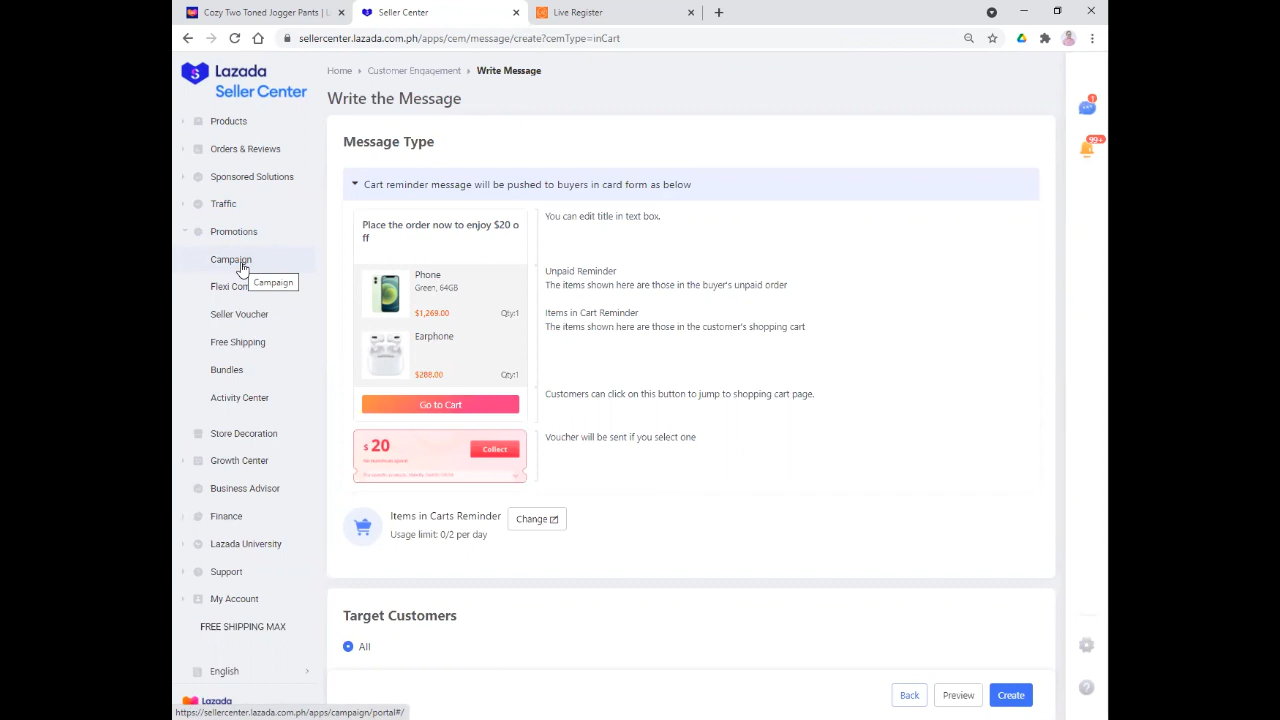 Cozy Two Toned Jogger Pants | L
Seller Center
Live Register
sellercenter.lazada.com.ph/apps/cem/message/create?cemType=inCart
Lazada
Seller Center
Products
Orders & Reviews
Sponsored Solutions
Traffic
Promotions
Campaign
Campaign
Flexi Com
Seller Voucher
Free Shipping
Bundles
Activity Center
Store Decoration
Growth Center
Business Advisor
Finance
Lazada University
Support
My Account
FREE SHIPPING MAX
English
Lazada
https://sellercenter.lazada.com.ph/apps/campaign/portal#/
Home
Customer Engagement
Write Message
Write the Message
Message Type
Cart reminder message will be pushed to buyers in card form as below
Place the order now to enjoy $20 o
ff
Phone
Green, 64GB
$1,269.00 Qty:1
Earphone
$288.00 Qty:1
Go to Cart
$ 20
Collect
You can edit title in text box.
Unpaid Reminder
The items shown here are those in the buyer's unpaid order
Items in Cart Reminder
The items shown here are those in the customer's shopping cart
Customers can click on this button to jump to shopping cart page.
Voucher will be sent if you select one
Items in Carts Reminder
Change
Usage limit: 0/2 per day
Target Customers
All
Back
Preview
Create
1
99+